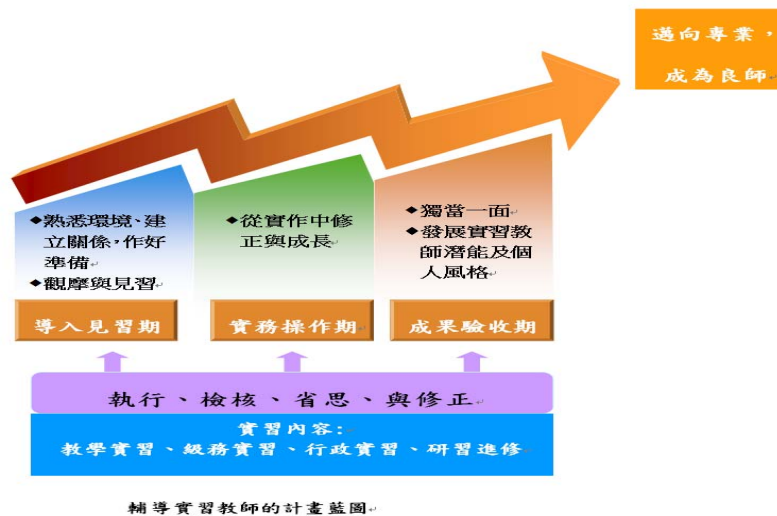 邁向專業，
成為良師
◆熟悉環境、建
立關係，作好
準備
◆觀摩與見習
◆從實作中修
正與成長
◆獨當一面
◆發展實習教
師潛能及個
人風格
導入見習期
實務操作期
成果驗收期
執行、檢核、省思、與修正
實習內容:
教學實習、級務實習、行政實習、研習進修
輔導實習教師的計畫藍圖